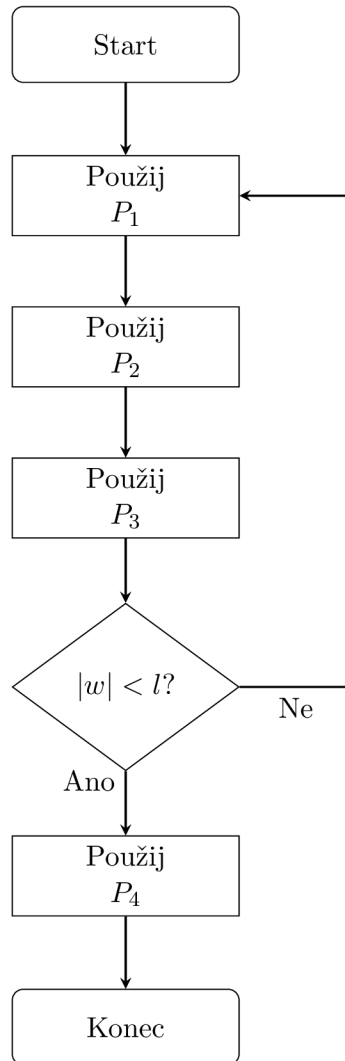 Start
Použij
P₁
Použij
P₂
Použij
P₃
|w| < l?
Ne
Ano
Použij
P₄
Konec